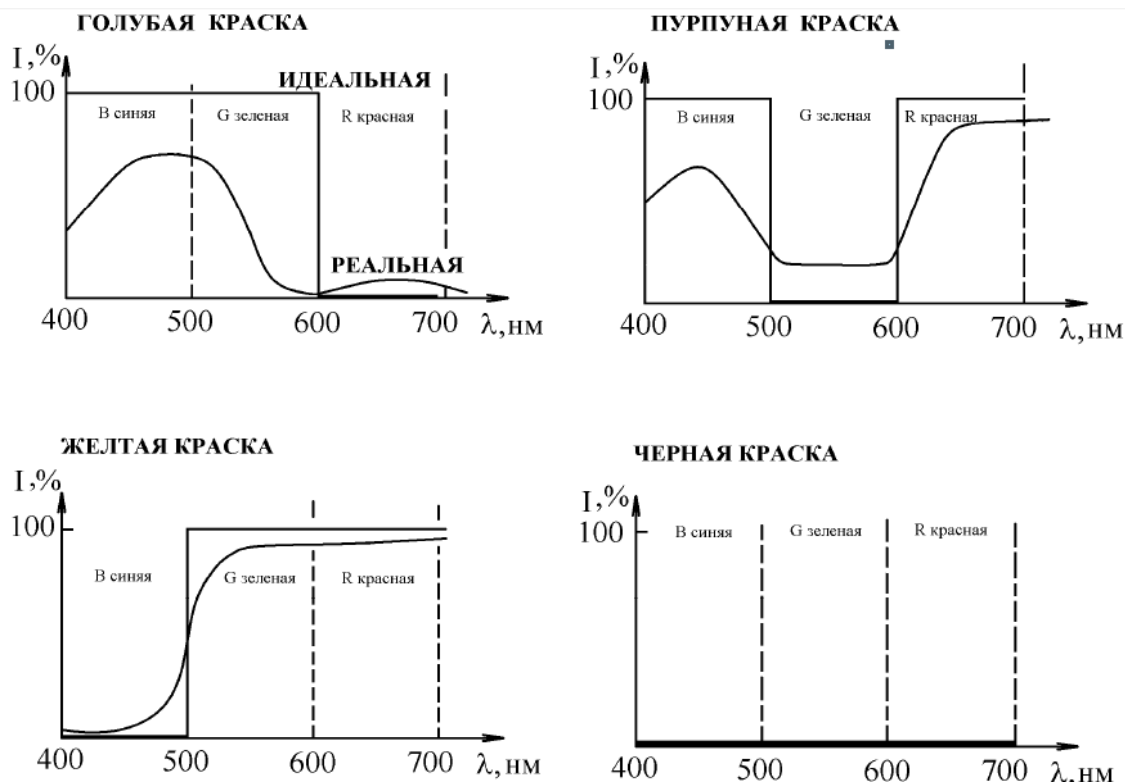 ГОЛУБАЯ КРАСКА
I,%
100
ИДЕАЛЬНАЯ
B синяя
G зеленая
R красная
РЕАЛЬНАЯ
400 500 600 700 λ,нм
ПУРПУНАЯ КРАСКА
I,%
100
B синяя
G зеленая
R красная
400 500 600 700 λ,нм
ЖЕЛТАЯ КРАСКА
I,%
100
B синяя
G зеленая
R красная
400 500 600 700 λ,нм
ЧЕРНАЯ КРАСКА
I,%
100
B синяя
G зеленая
R красная
400 500 600 700 λ,нм